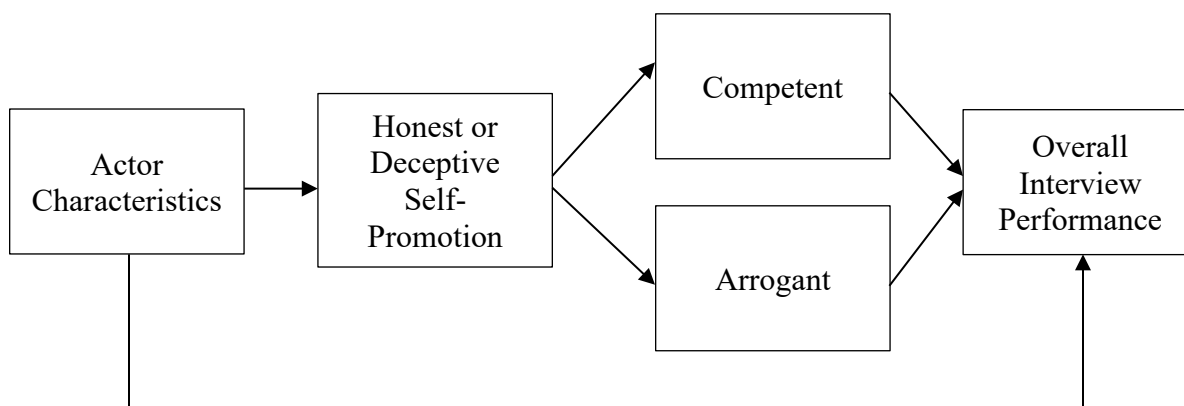 Actor
Characteristics
Honest or
Deceptive
Self-
Promotion
Competent
Arrogant
Overall
Interview
Performance